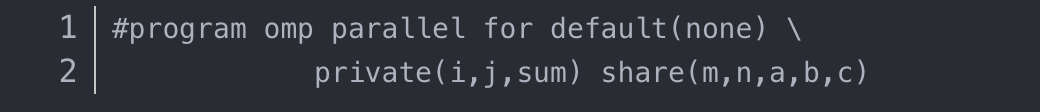 1 #program omp parallel for default(none) \
2 private(i,j,sum) share(m,n,a,b,c)